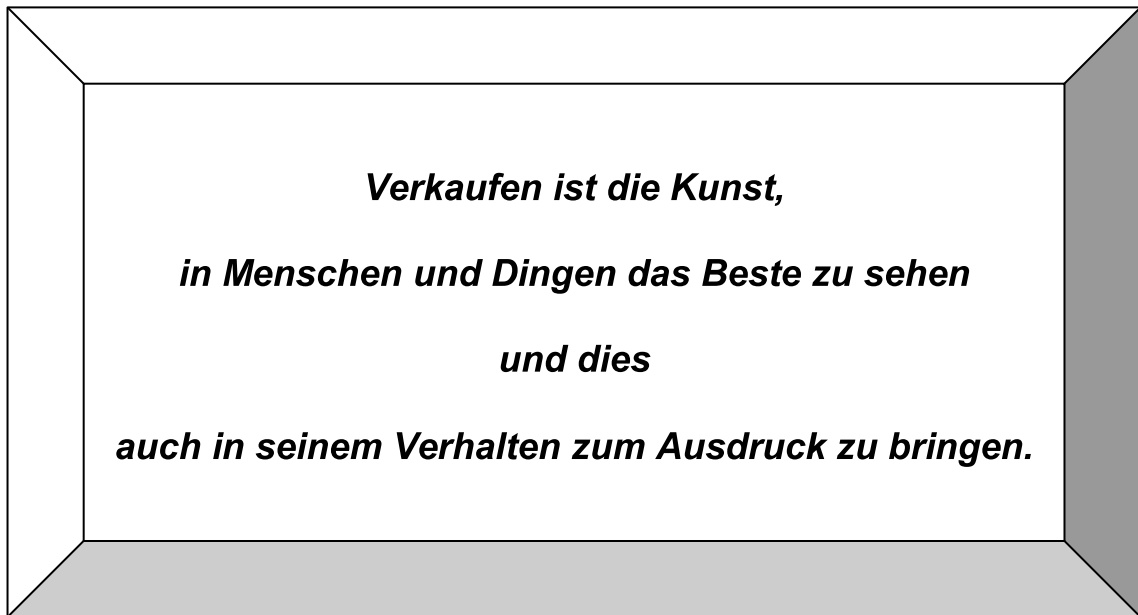 Verkaufen ist die Kunst,
in Menschen und Dingen das Beste zu sehen
und dies
auch in seinem Verhalten zum Ausdruck zu bringen.